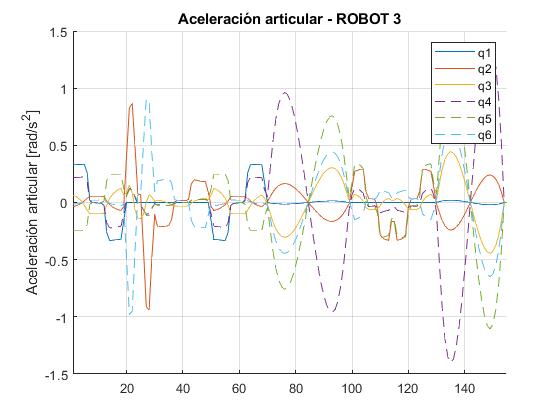 Aceleración articular - ROBOT 3
Aceleración articular [rad/s²]
1.5
1
0.5
0
-0.5
-1
-1.5
20
40
60
80
100
120
140
q1
q2
q3
q4
q5
q6